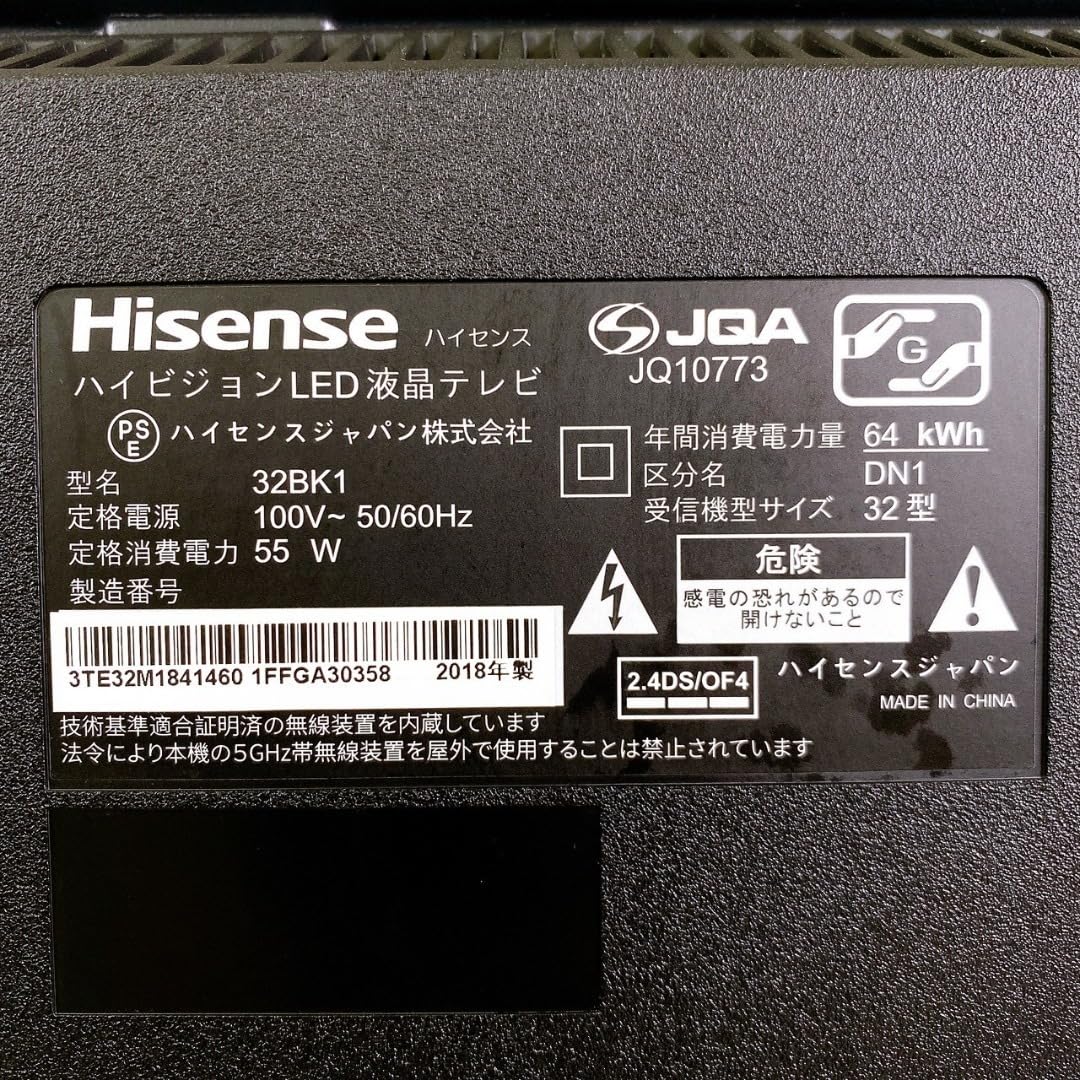 Hisense ハイセンス
ハイビジョンLED液晶テレビ
PSE ハイセンスジャパン株式会社
型名 32BK1
定格電源 100V~ 50/60Hz
定格消費電力 55 W
製造番号
3TE32M1841460 1FFGA30358 2018年製
技術基準適合証明済の無線装置を内蔵しています
法令により本機の5GHz帯無線装置を屋外で使用することは禁止されています
JQA
JQ10773
G
年間消費電力量 64 kWh
区分名 DN1
受信機型サイズ 32型
危険
感電の恐れがあるので
開けないこと
2.4DS/OF4
ハイセンスジャパン
MADE IN CHINA